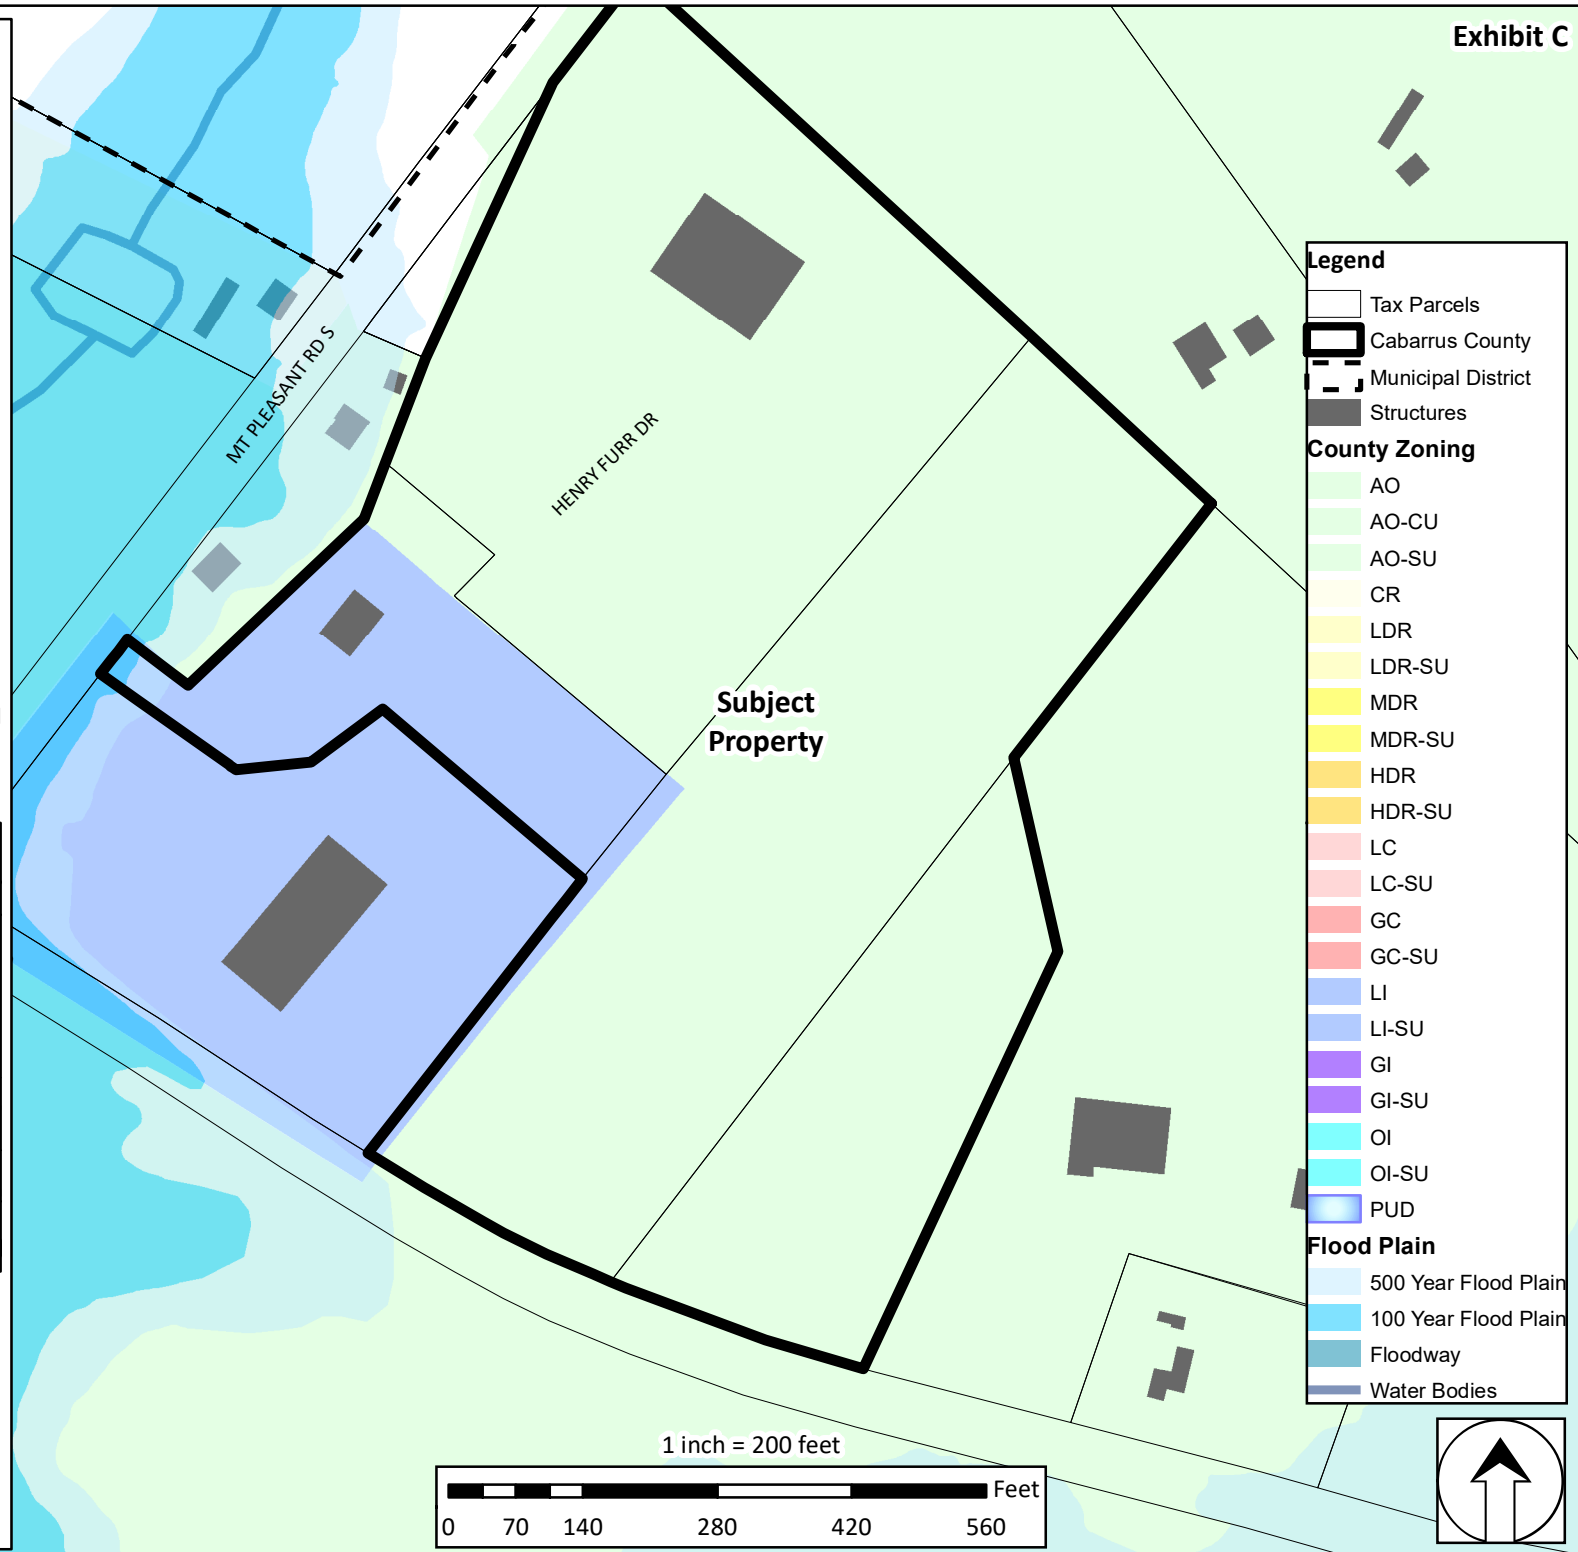 Exhibit C
MT PLEASANT RD S
HENRY FURR DR
Subject
Property
Legend
Tax Parcels
Cabarrus County
Municipal District
Structures
County Zoning
AO
AO-CU
AO-SU
CR
LDR
LDR-SU
MDR
MDR-SU
HDR
HDR-SU
LC
LC-SU
GC
GC-SU
LI
LI-SU
GI
GI-SU
OI
OI-SU
PUD
Flood Plain
500 Year Flood Plain
100 Year Flood Plain
Floodway
Water Bodies
1 inch = 200 feet
Feet
0 70 140 280 420 560